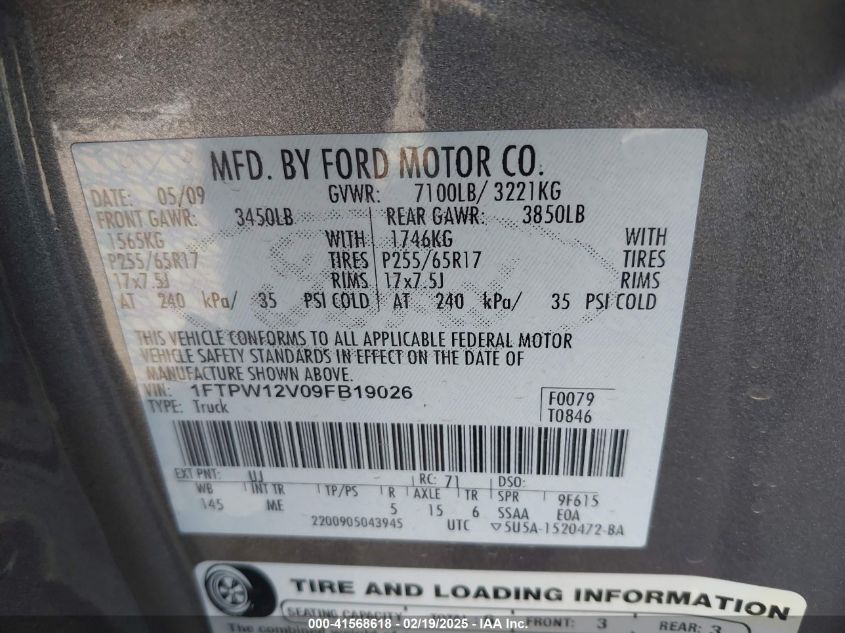 MFD. BY FORD MOTOR CO.
DATE: 05/09 GVWR: 7100LB/ 3221KG
FRONT GAWR: 3450LB REAR GAWR: 3850LB
1565KG WITH 1746KG WITH
P255/65R17 TIRES P255/65R17 TIRES
17x7.5J RIMS 17x7.5J RIMS
AT 240 kPa/ 35 PSI COLD AT 240 kPa/ 35 PSI COLD
THIS VEHICLE CONFORMS TO ALL APPLICABLE FEDERAL MOTOR
VEHICLE SAFETY STANDARDS IN EFFECT ON THE DATE OF
MANUFACTURE SHOWN ABOVE.
VIN: 1FTPW12V09FB19026 F0079
TYPE: Truck T0846
EXT PNT: UJ RC: 71 DSO:
WB INT TR TP/PS R AXLE TR SPR 9F615
145 ME 5 15 6 SSAA E0A
2200905043945 UTC ▽5U5A-1520472-BA
TIRE AND LOADING INFORMATION
SEATING CAPACITY FRONT: 3 REAR: 3
The combined
000-41568618 - 02/19/2025 - IAA Inc.